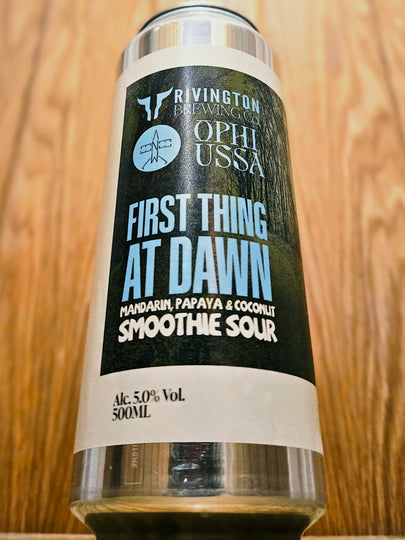 RIVINGTON
BREWING CO.
OPHI
USSA
FIRST THING
AT DAWN
MANDARIN, PAPAYA & COCONUT
SMOOTHIE SOUR
Alc. 5.0% Vol.
500ML